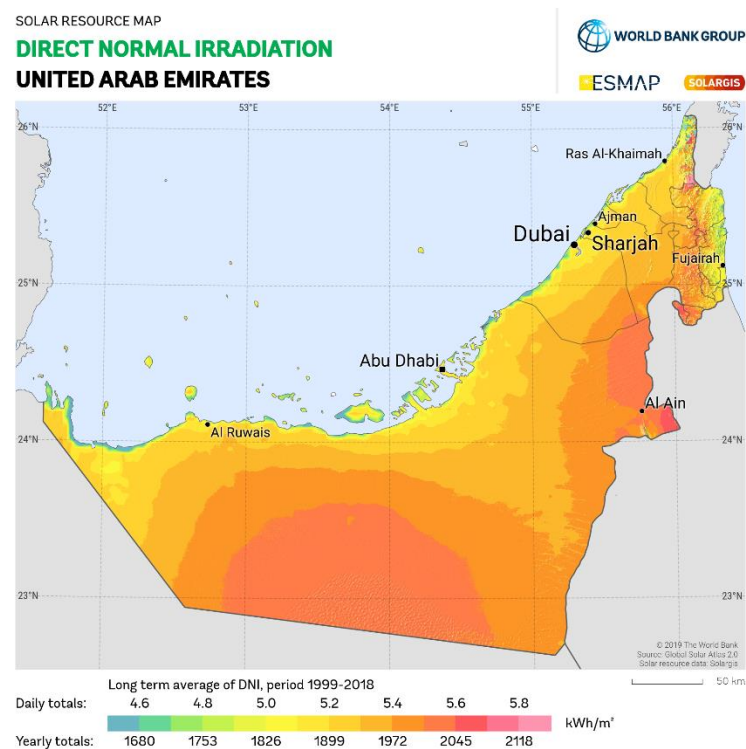 SOLAR RESOURCE MAP
DIRECT NORMAL IRRADIATION
UNITED ARAB EMIRATES
WORLD BANK GROUP
ESMAP
SOLARGIS
52°E 53°E 54°E 55°E 56°E
26°N 26°N
Ras Al-Khaimah
Ajman
Dubai
Sharjah
Fujairah
25°N 25°N
Abu Dhabi
Al Ain
Al Ruwais
24°N 24°N
23°N 23°N
© 2019 The World Bank
Source: Global Solar Atlas 2.0
Solar resource data: Solargis
50 km
Long term average of DNI, period 1999-2018
Daily totals: 4.6 4.8 5.0 5.2 5.4 5.6 5.8
kWh/m²
Yearly totals: 1680 1753 1826 1899 1972 2045 2118